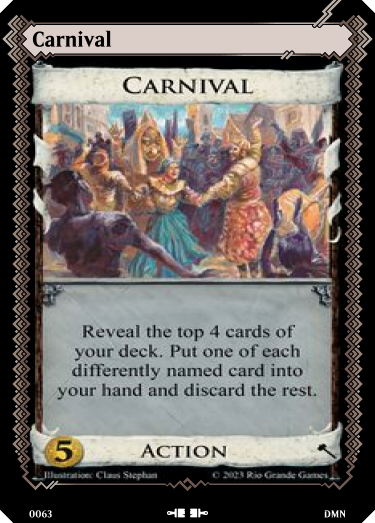 Carnival
CARNIVAL
Reveal the top 4 cards of
your deck. Put one of each
differently named card into
your hand and discard the rest.
5
ACTION
Illustration: Claus Stephan
© 2023 Rio Grande Games
0063
DMN